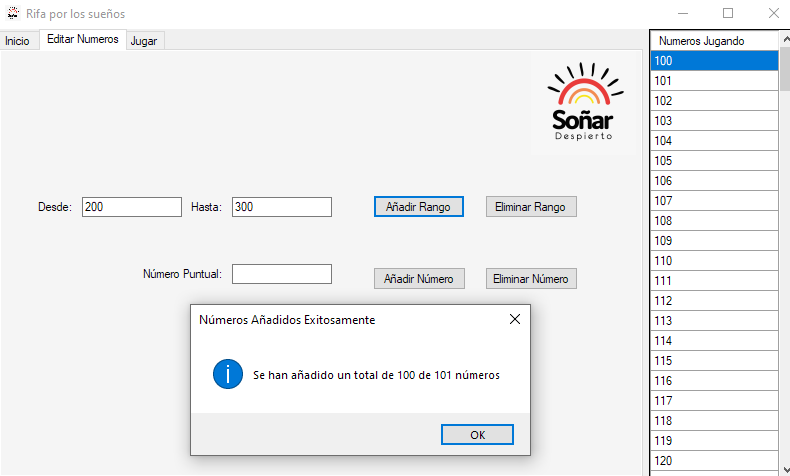 Rifa por los sueños
Inicio
Editar Numeros
Jugar
Soñar
Despierto
Desde:
200
Hasta:
300
Añadir Rango
Eliminar Rango
Número Puntual:
Añadir Número
Eliminar Número
Números Añadidos Exitosamente
i
Se han añadido un total de 100 de 101 números
OK
Numeros Jugando
100
101
102
103
104
105
106
107
108
109
110
111
112
113
114
115
116
117
118
119
120